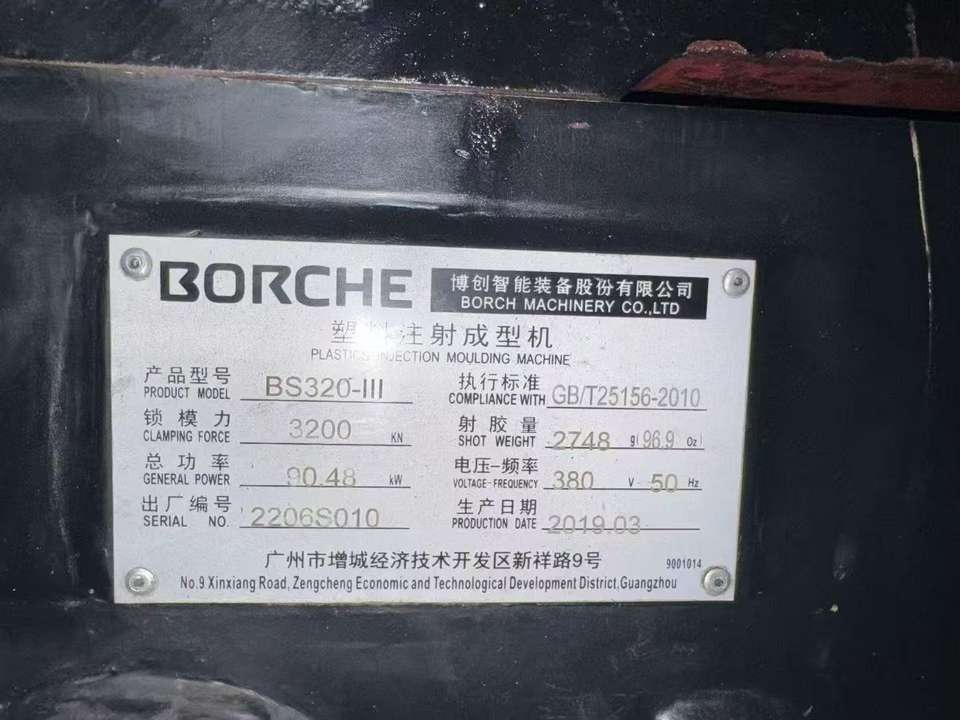 BORCHE 博创智能装备股份有限公司
BORCH MACHINERY CO.,LTD
塑料注射成型机
PLASTICS INJECTION MOULDING MACHINE
产品型号 BS320-III 执行标准 GB/T25156-2010
PRODUCT MODEL COMPLIANCE WITH
锁模力 3200 KN 射胶量 2748 g(96.9 Oz)
CLAMPING FORCE SHOT WEIGHT
总功率 90.48 kW 电压-频率 380 V 50 Hz
GENERAL POWER VOLTAGE-FREQUENCY
出厂编号 2206S010 生产日期 2019.03
SERIAL NO. PRODUCTION DATE
广州市增城经济技术开发区新祥路9号 9001014
No.9 Xinxiang Road, Zengcheng Economic and Technological Development District,Guangzhou